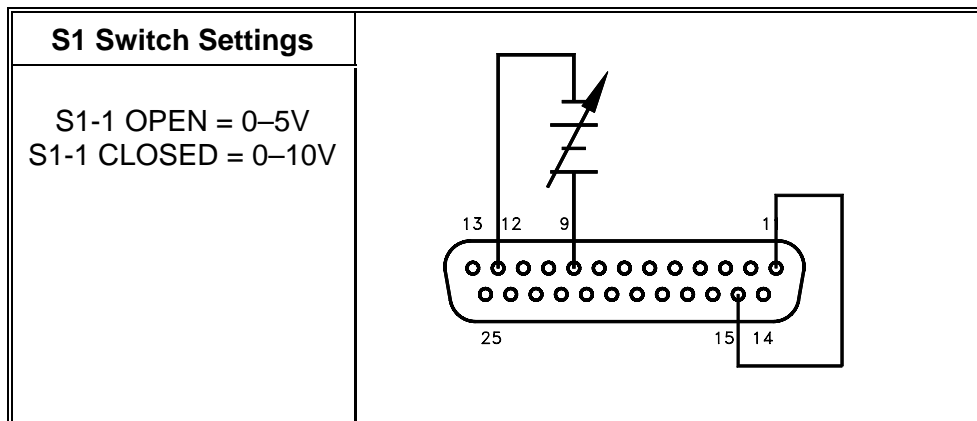 S1 Switch Settings
S1-1 OPEN = 0–5V
S1-1 CLOSED = 0–10V
13 12 9 11
25 15 14